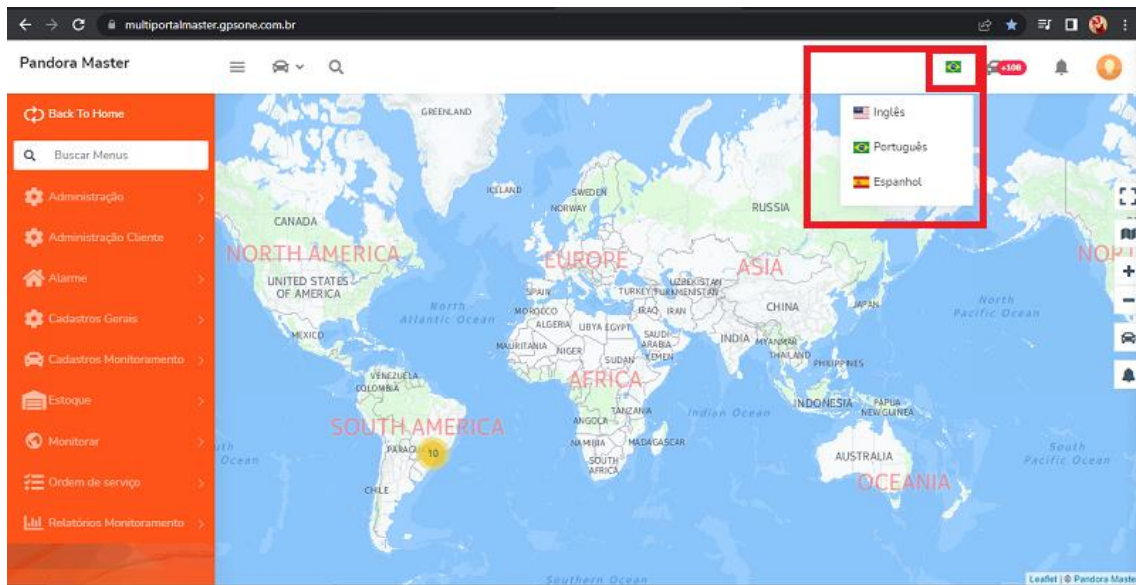 multiportalmaster.gpsone.com.br
Pandora Master
+108
Back To Home
Buscar Menus
Administração
Administração Cliente
Alarme
Cadastros Gerais
Cadastros Monitoramento
Estoque
Monitorar
Ordem de serviço
Relatórios Monitoramento
Inglês
Português
Espanhol
GREENLAND
ICELAND
SWEDEN
NORWAY
RUSSIA
CANADA
NORTH AMERICA
EUROPE
ASIA
UNITED STATES
OF AMERICA
SPAIN
TURKEY
TURKMENISTAN
UZBEKISTAN
CHINA
JAPAN
North
Atlantic Ocean
North
Pacific Ocean
MOROCCO
IRAQ
IRAN
MEXICO
ALGERIA
LIBYA
EGYPT
SAUDI
ARABIA
INDIA
MYANMAR
MAURITANIA
NIGER
SUDAN
YEMEN
THAILAND
PHILIPPINES
VENEZUELA
COLOMBIA
AFRICA
SOUTH AMERICA
TANZANIA
ANGOLA
Indian Ocean
INDONESIA
PAPUA
NEW GUINEA
10
NAMIBIA
MADAGASCAR
SOUTH
AFRICA
AUSTRALIA
OCEANIA
South
Pacific Ocean
CHILE
Southern Ocean
Leaflet | © Pandora Maste